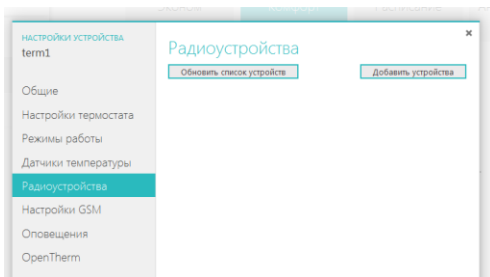 НАСТРОЙКИ УСТРОЙСТВА
term1
Общие
Настройки термостата
Режимы работы
Датчики температуры
Радиоустройства
Настройки GSM
Оповещения
OpenTherm
Радиоустройства
×
Обновить список устройств
Добавить устройства